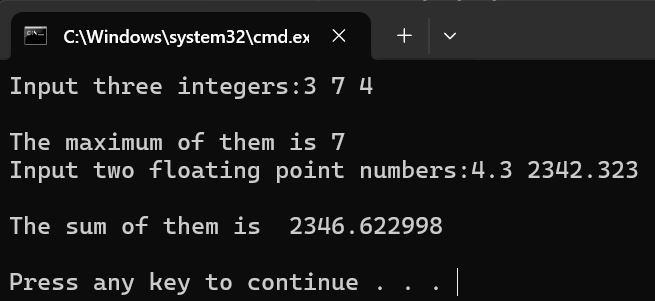 C:\Windows\system32\cmd.ex
Input three integers:3 7 4
The maximum of them is 7
Input two floating point numbers:4.3 2342.323
The sum of them is  2346.622998
Press any key to continue . . .